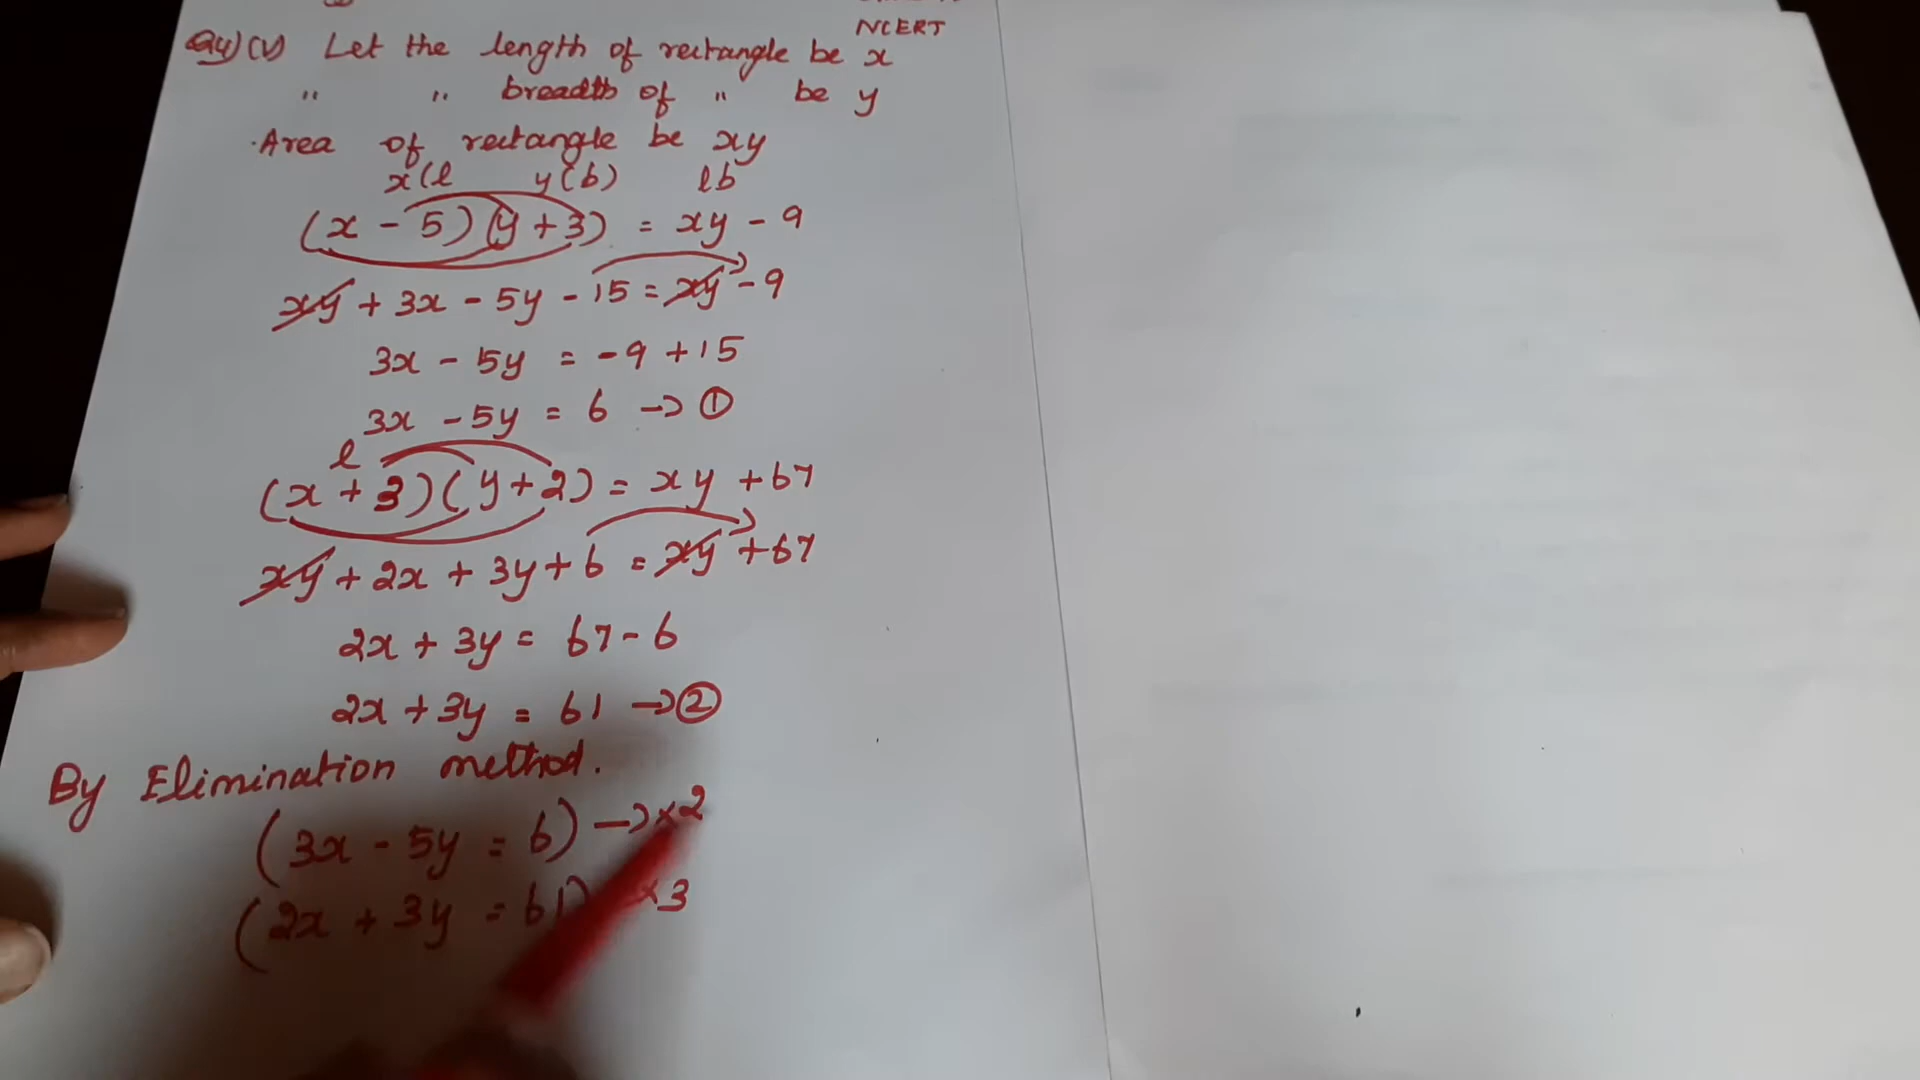 NCERT
Q4) (v) Let the length of rectangle be x
" " breadth of " be y
Area of rectangle be xy
x(l y(b) lb
(x - 5)(y + 3) = xy - 9
xy + 3x - 5y - 15 = xy - 9
3x - 5y = -9 + 15
3x - 5y = 6 → ①
l
(x + 3)(y + 2) = xy + 67
xy + 2x + 3y + 6 = xy + 67
2x + 3y = 67 - 6
2x + 3y = 61 → ②
By Elimination method.
(3x - 5y = 6) → ×2
(2x + 3y = 61) ×3